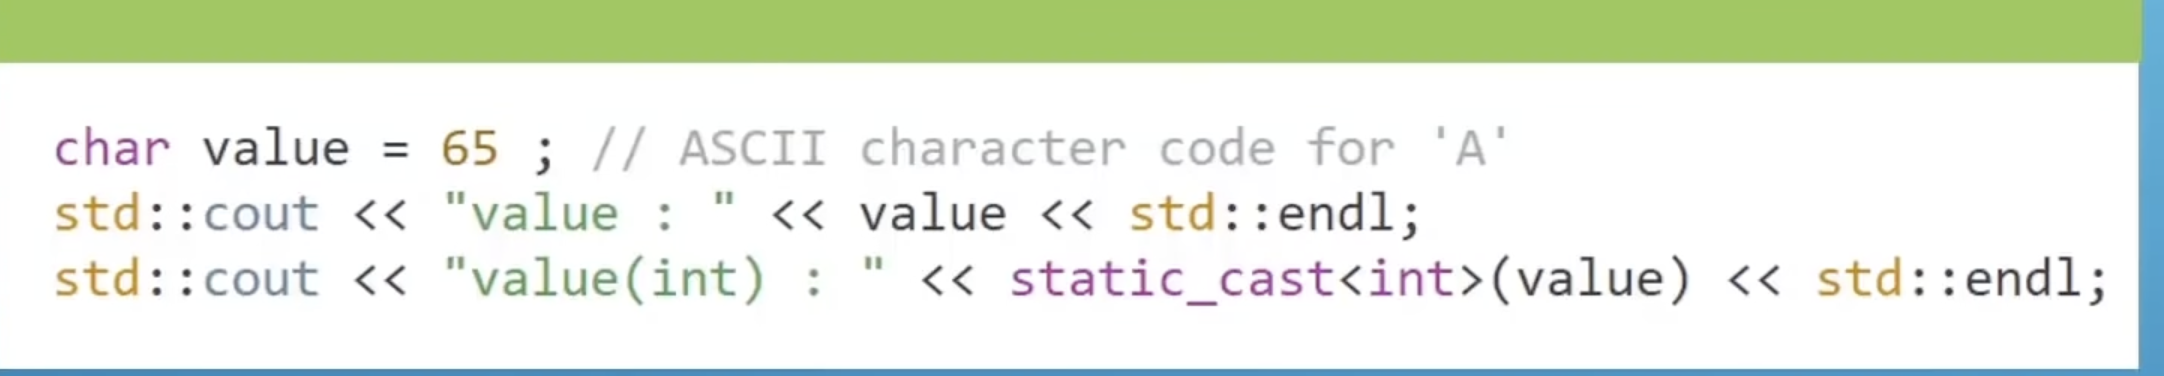 char value = 65 ; // ASCII character code for 'A'
std::cout << "value : " << value << std::endl;
std::cout << "value(int) : " << static_cast<int>(value) << std::endl;